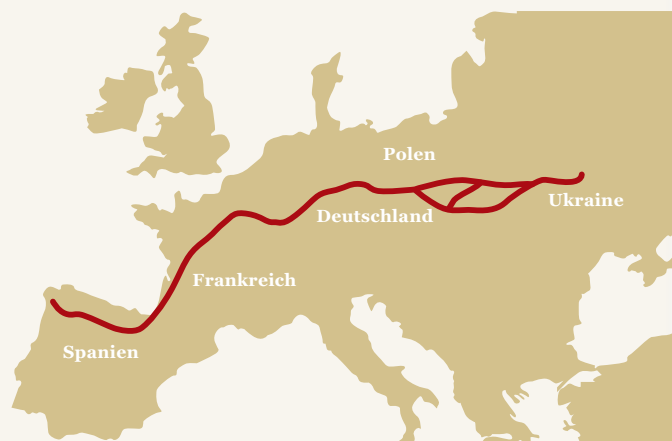 Polen
Ukraine
Deutschland
Frankreich
Spanien